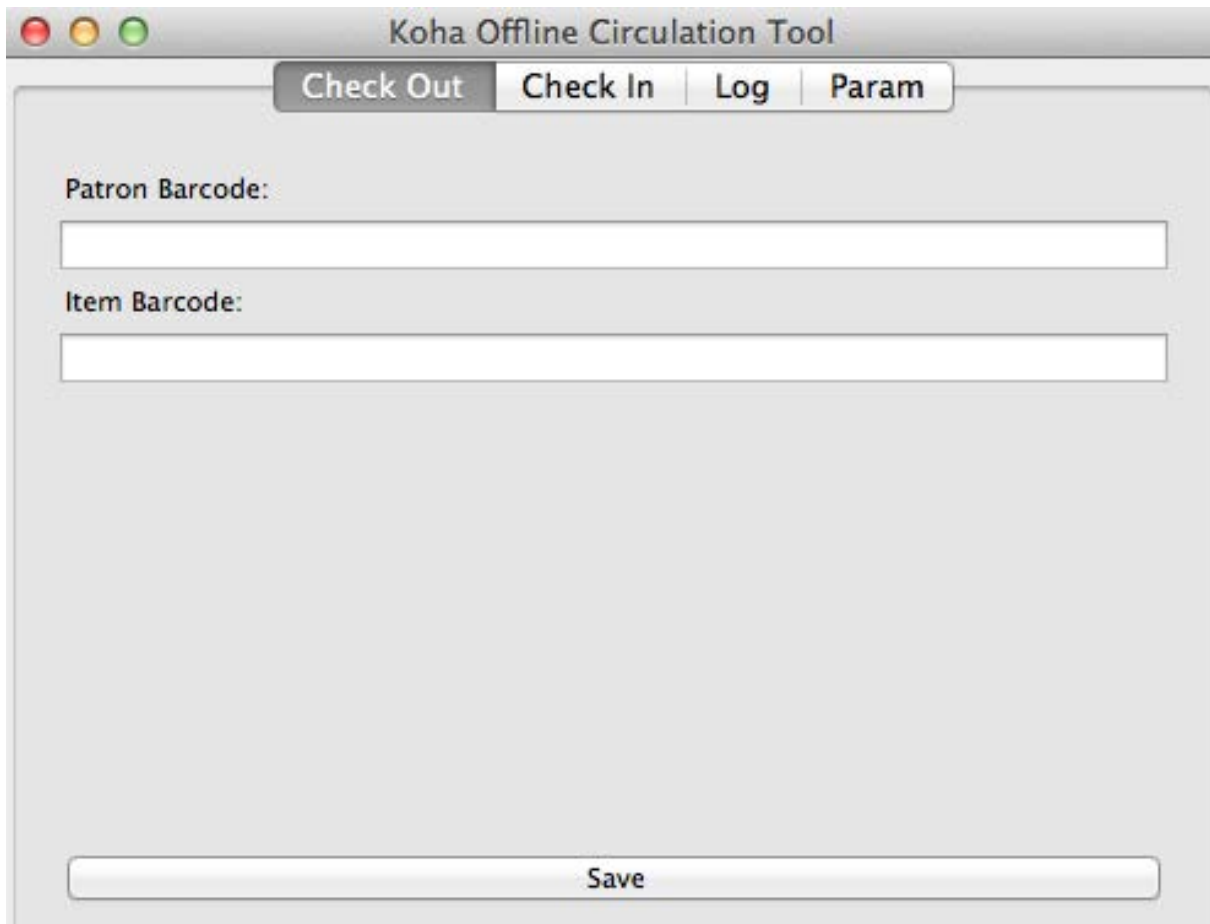 Koha Offline Circulation Tool
Check Out Check In Log Param
Patron Barcode:
Item Barcode:
Save